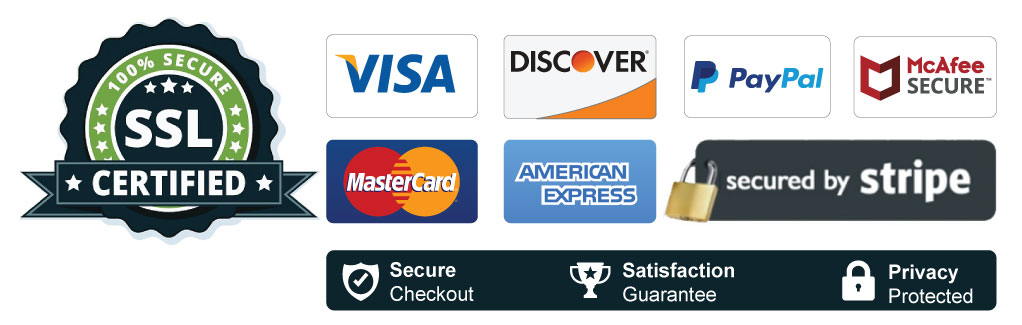 100% SECURE
SSL
CERTIFIED
VISA
DISCOVER®
PayPal
McAfee
SECURE™
MasterCard
AMERICAN
EXPRESS
secured by stripe
Secure
Checkout
Satisfaction
Guarantee
Privacy
Protected